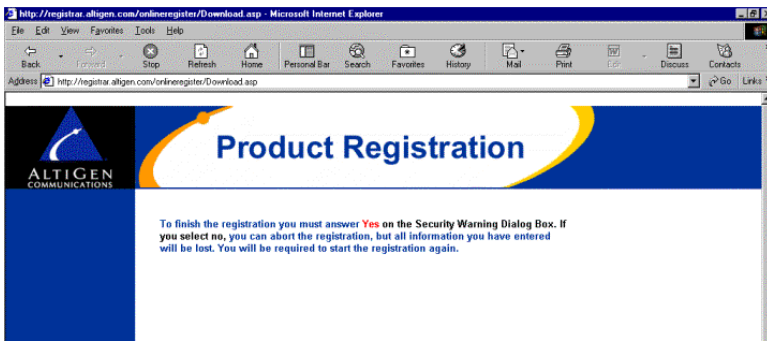 http://registrar.altigen.com/onlineregister/Download.asp - Microsoft Internet Explorer
File Edit View Favorites Tools Help
Back Forward Stop Refresh Home Personal Bar Search Favorites History Mail Print Edit Discuss Contacts
Address http://registrar.altigen.com/onlineregister/Download.asp Go Links
Product Registration
ALTIGEN
COMMUNICATIONS
To finish the registration you must answer Yes on the Security Warning Dialog Box. If
you select no, you can abort the registration, but all information you have entered
will be lost. You will be required to start the registration again.